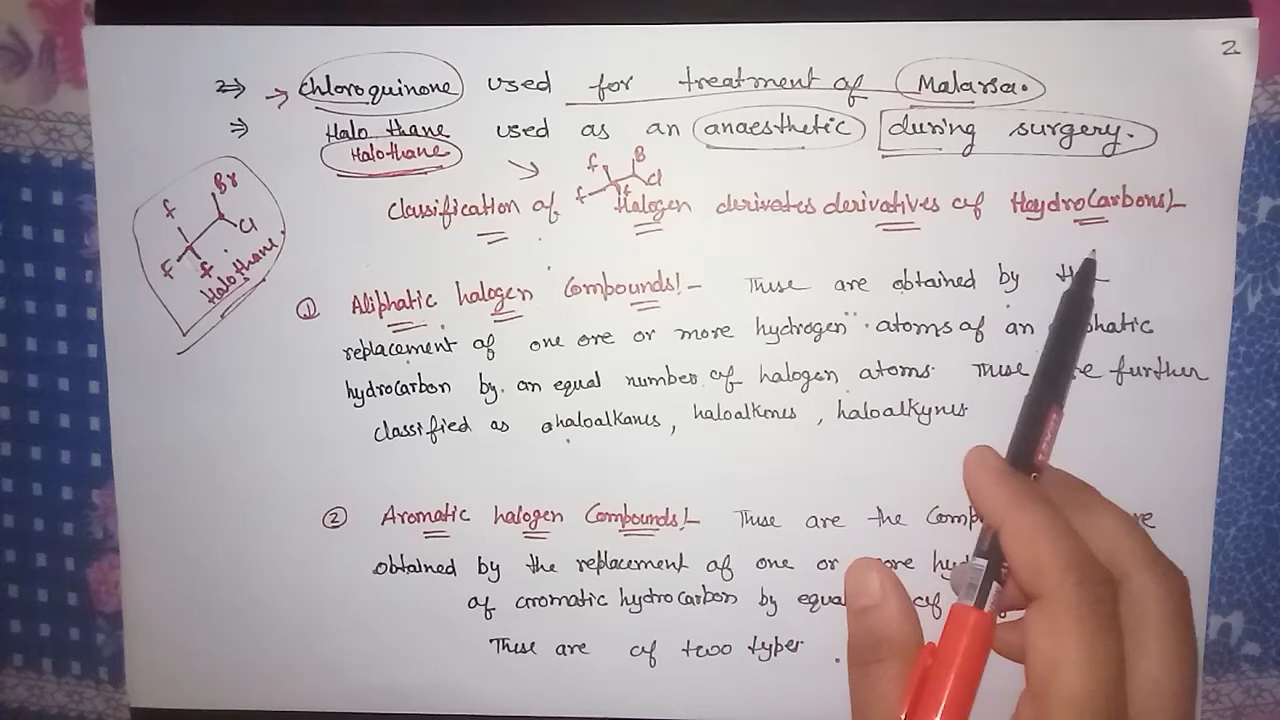 2
2⇒ → Chloroquinone used for treatment of Malaria.
⇒ Halo thane used as an anaesthetic during surgery.
Halothane
F F F Br Cl
F F F B Cl
Halothane.
Classification of Halogen derivates derivatives of HeydroCarbons!-
① Aliphatic halogen Compounds!- These are obtained by the
replacement of one ore or more hydrogen atoms of an
hydrocarbon by. an equal number of halogen atoms. These further
classified as ahaloalkanes, haloalkenes, haloalkynes
② Aromatic halogen Compounds!- These are the
obtained by the replacement of one or
of aromatic hydrocarbon by
These are of two types.